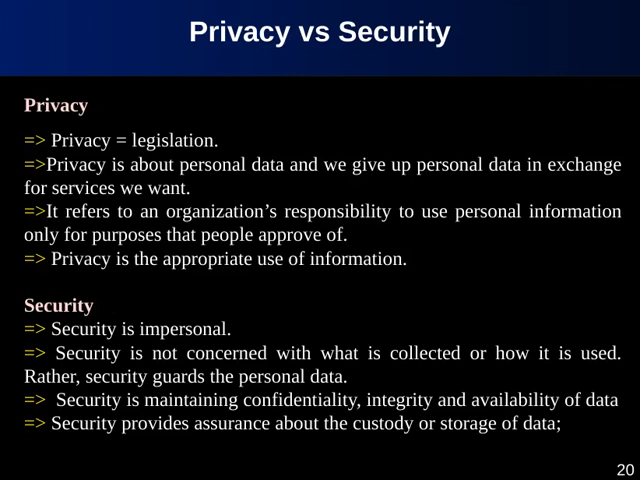 Privacy vs Security
Privacy
=> Privacy = legislation.
=>Privacy is about personal data and we give up personal data in exchange
for services we want.
=>It refers to an organization’s responsibility to use personal information
only for purposes that people approve of.
=> Privacy is the appropriate use of information.
Security
=> Security is impersonal.
=> Security is not concerned with what is collected or how it is used.
Rather, security guards the personal data.
=> Security is maintaining confidentiality, integrity and availability of data
=> Security provides assurance about the custody or storage of data;
20